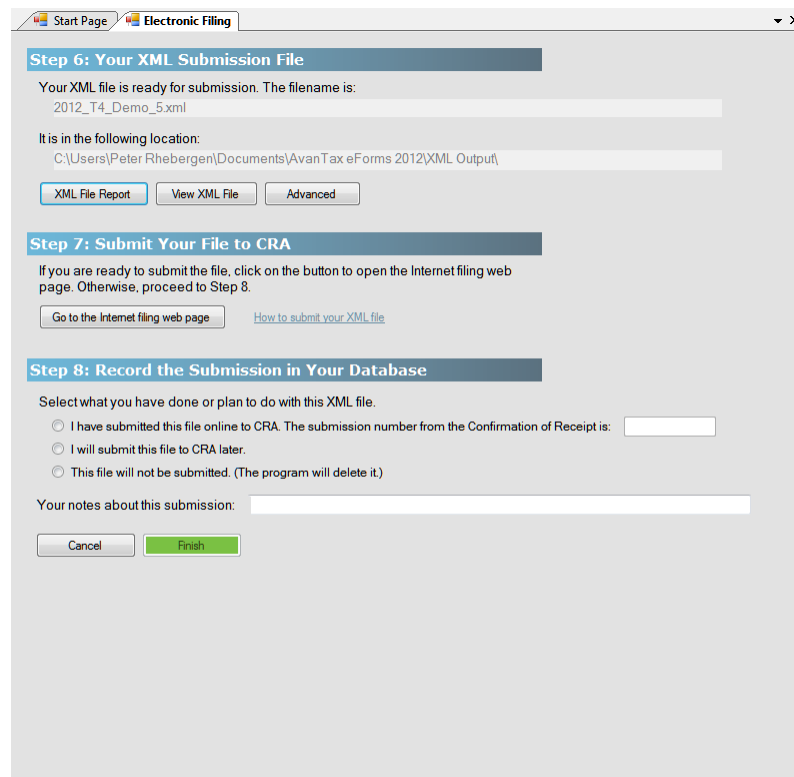 Start Page
Electronic Filing
Step 6: Your XML Submission File
Your XML file is ready for submission. The filename is:
2012_T4_Demo_5.xml
It is in the following location:
C:\Users\Peter Rhebergen\Documents\AvanTax eForms 2012\XML Output\
XML File Report
View XML File
Advanced
Step 7: Submit Your File to CRA
If you are ready to submit the file, click on the button to open the Internet filing web
page. Otherwise, proceed to Step 8.
Go to the Internet filing web page
How to submit your XML file
Step 8: Record the Submission in Your Database
Select what you have done or plan to do with this XML file.
I have submitted this file online to CRA. The submission number from the Confirmation of Receipt is:
I will submit this file to CRA later.
This file will not be submitted. (The program will delete it.)
Your notes about this submission:
Cancel
Finish